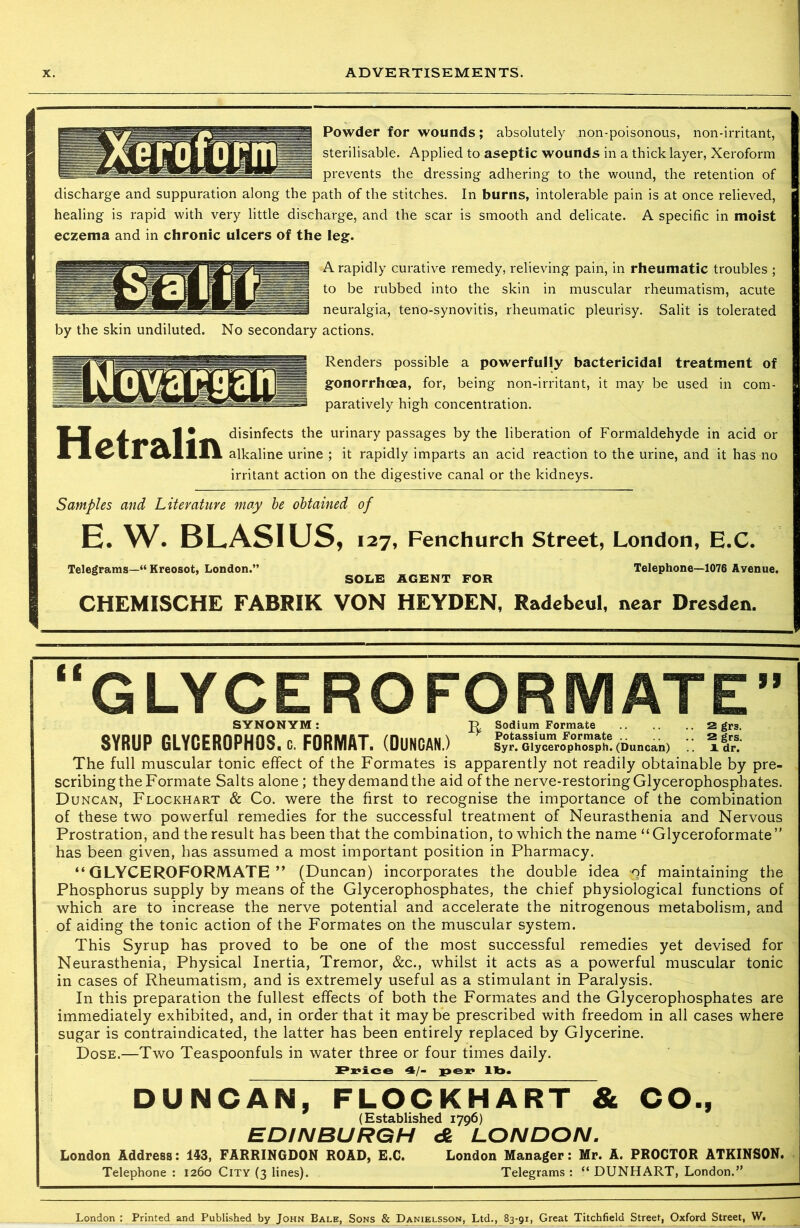 x. ADVERTISEMENTS.
Xeroform
Powder for wounds; absolutely non-poisonous, non-irritant,
sterilisable. Applied to aseptic wounds in a thick layer, Xeroform
prevents the dressing adhering to the wound, the retention of
discharge and suppuration along the path of the stitches. In burns, intolerable pain is at once relieved,
healing is rapid with very little discharge, and the scar is smooth and delicate. A specific in moist
eczema and in chronic ulcers of the leg.
Salit
A rapidly curative remedy, relieving pain, in rheumatic troubles ;
to be rubbed into the skin in muscular rheumatism, acute
neuralgia, teno-synovitis, rheumatic pleurisy. Salit is tolerated
by the skin undiluted. No secondary actions.
Novargan
Renders possible a powerfully bactericidal treatment of
gonorrhœa, for, being non-irritant, it may be used in com-
paratively high concentration.
Hetralin
disinfects the urinary passages by the liberation of Formaldehyde in acid or
alkaline urine ; it rapidly imparts an acid reaction to the urine, and it has no
irritant action on the digestive canal or the kidneys.
Samples and Literature may be obtained of
E. W. BLASIUS, 127, Fenchurch Street, London, E.C.
Telegrams—“Kreosot, London.” Telephone—1076 Avenue.
SOLE AGENT FOR
CHEMISCHE FABRIK VON HEYDEN, Radebeul, near Dresden.
“GLYCEROFORMATE”
SYNONYM:
SYRUP GLYCEROPHOS. c. FORMAT. (DUNCAN.)
℞ Sodium Formate .. .. .. 2 grs.
Potassium Formate .. .. .. 2 grs.
Syr. Glycerophosph. (Duncan) .. 1 dr.
The full muscular tonic effect of the Formates is apparently not readily obtainable by pre-
scribing the Formate Salts alone; they demand the aid of the nerve-restoring Glycerophosphates.
DUNCAN, FLOCKHART & Co. were the first to recognise the importance of the combination
of these two powerful remedies for the successful treatment of Neurasthenia and Nervous
Prostration, and the result has been that the combination, to which the name “Glyceroformate”
has been given, has assumed a most important position in Pharmacy.
“GLYCEROFORMATE” (Duncan) incorporates the double idea of maintaining the
Phosphorus supply by means of the Glycerophosphates, the chief physiological functions of
which are to increase the nerve potential and accelerate the nitrogenous metabolism, and
of aiding the tonic action of the Formates on the muscular system.
This Syrup has proved to be one of the most successful remedies yet devised for
Neurasthenia, Physical Inertia, Tremor, &c., whilst it acts as a powerful muscular tonic
in cases of Rheumatism, and is extremely useful as a stimulant in Paralysis.
In this preparation the fullest effects of both the Formates and the Glycerophosphates are
immediately exhibited, and, in order that it may be prescribed with freedom in all cases where
sugar is contraindicated, the latter has been entirely replaced by Glycerine.
DOSE.—Two Teaspoonfuls in water three or four times daily.
Price 4/- per lb.
DUNCAN, FLOCKHART & CO.,
(Established 1796)
EDINBURGH & LONDON.
London Address: 143, FARRINGDON ROAD, E.C. London Manager: Mr. A. PROCTOR ATKINSON.
Telephone : 1260 CITY (3 lines). Telegrams : “ DUNHART, London.”
London : Printed and Published by JOHN BALE, SONS & DANIELSSON, Ltd., 83-91, Great Titchfield Street, Oxford Street, W.